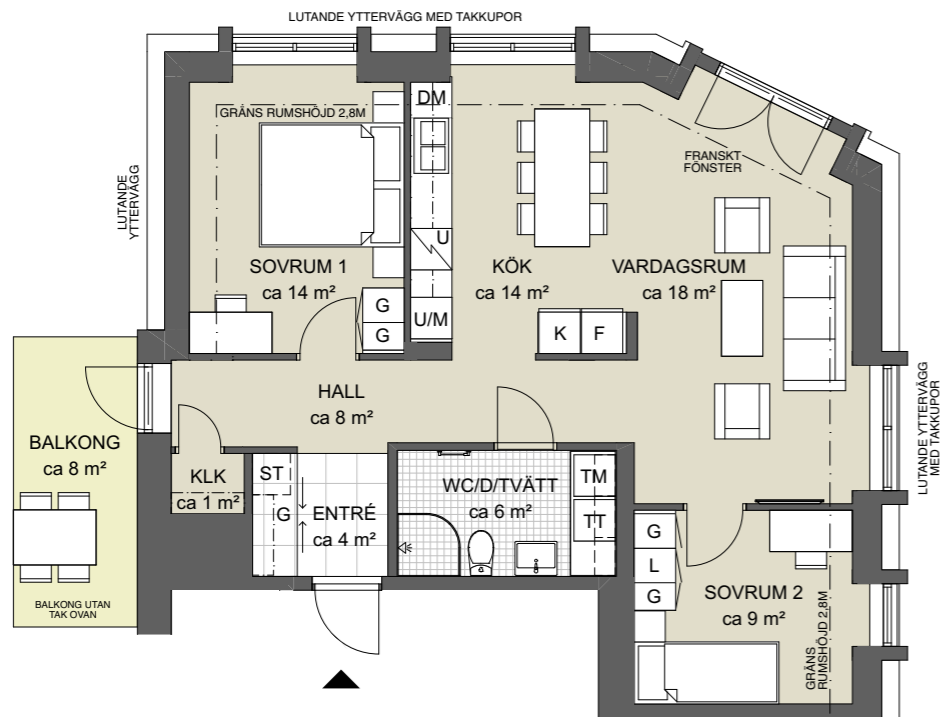 LUTANDE YTTERVÄGG MED TAKKUPOR
GRÄNS RUMSHÖJD 2,8M
DM
FRANSKT
FÖNSTER
LUTANDE
YTTERVÄGG
U
SOVRUM 1
ca 14 m²
KÖK
ca 14 m²
VARDAGSRUM
ca 18 m²
G
G
U/M
K
F
HALL
ca 8 m²
LUTANDE YTTERVÄGG
MED TAKKUPOR
BALKONG
ca 8 m²
KLK
ca 1 m²
ST
G
ENTRÉ
ca 4 m²
WC/D/TVÄTT
ca 6 m²
TM
TT
G
L
G
SOVRUM 2
ca 9 m²
BALKONG UTAN
TAK OVAN
GRÄNS
RUMSHÖJD 2,8M